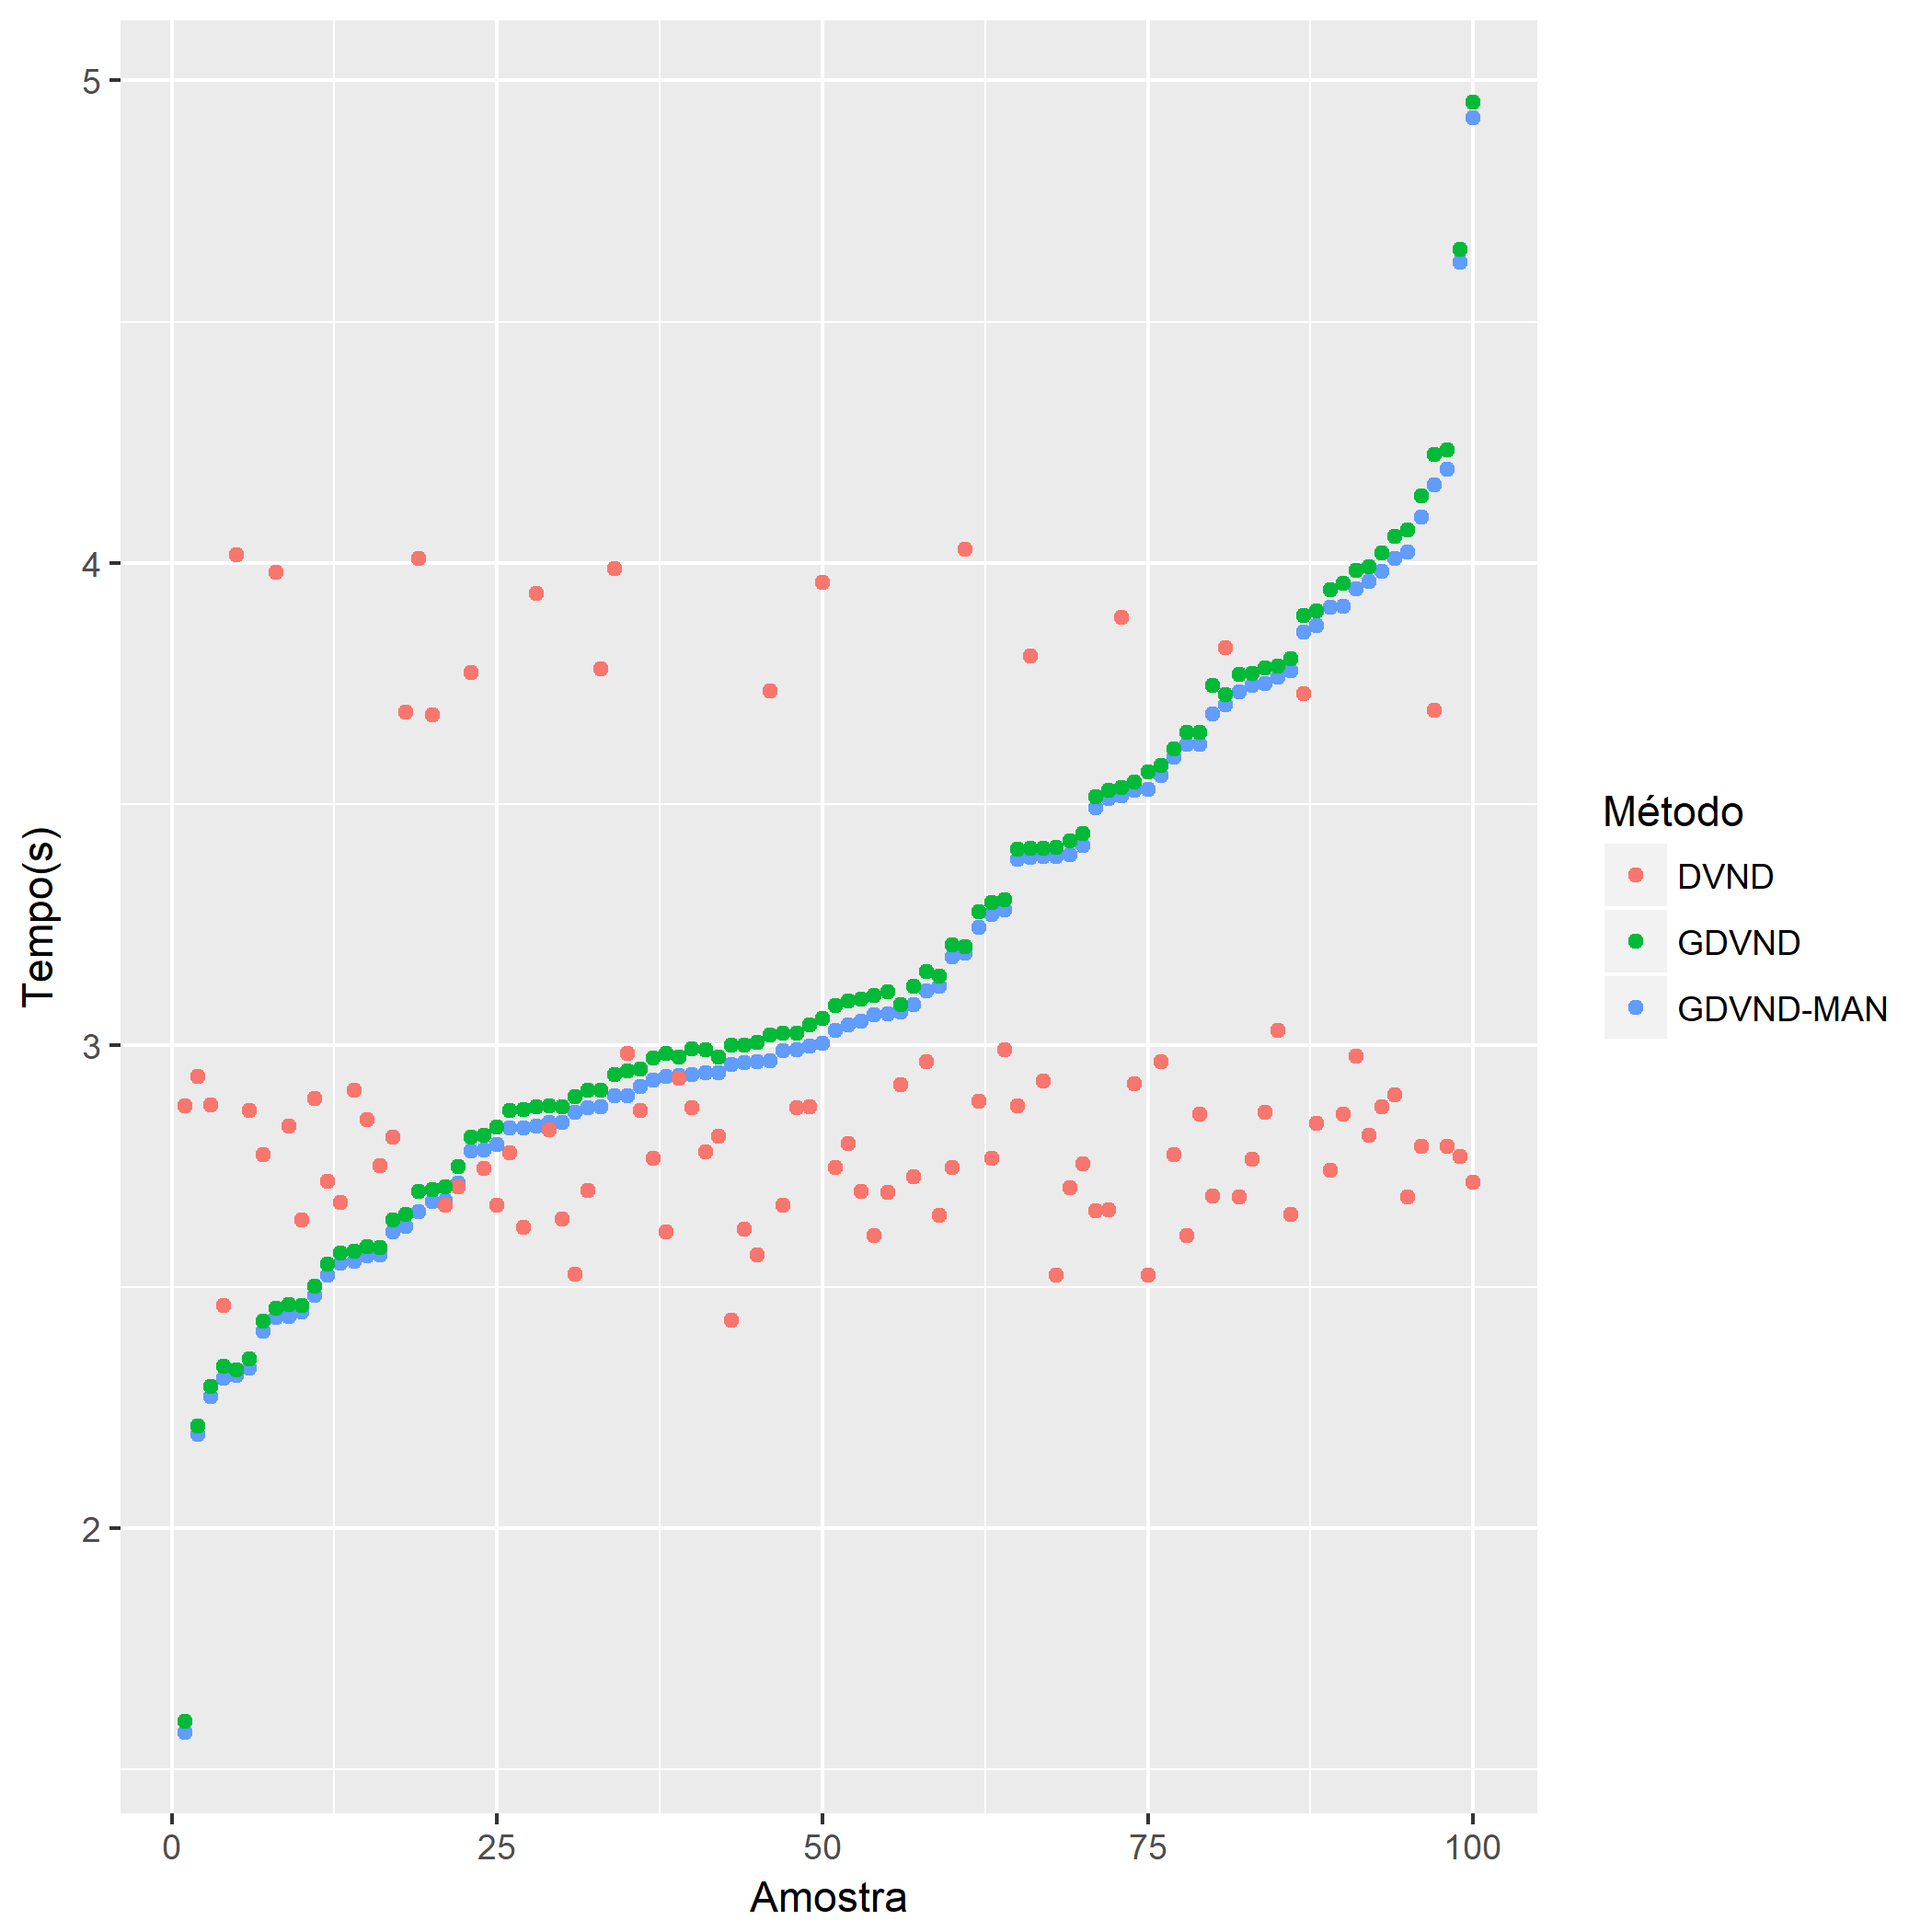 5
4
3
2
Tempo(s)
0 25 50 75 100
Amostra
Método
DVND
GDVND
GDVND-MAN